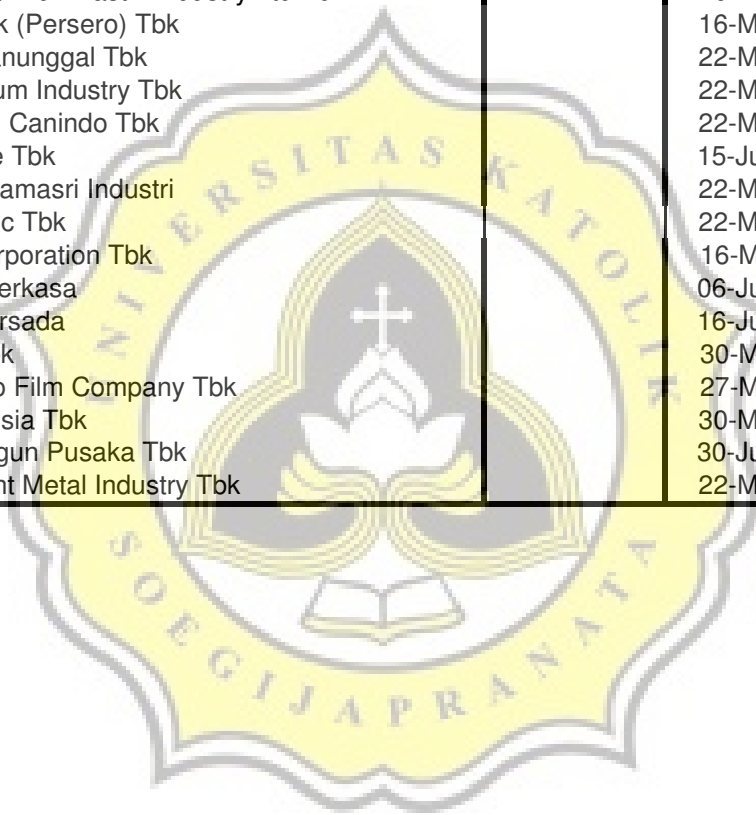 k (Persero) Tbk 16-M
nunggal Tbk 22-M
um Industry Tbk 22-M
Canindo Tbk 22-M
e Tbk 15-Ju
amasri Industri 22-M
c Tbk 22-M
rporation Tbk 16-M
erkasa 06-Ju
rsada 16-Ju
k 30-M
o Film Company Tbk 27-M
sia Tbk 30-M
gun Pusaka Tbk 30-Ju
nt Metal Industry Tbk 22-M
UNIVERSITAS KATOLIK
SOEGIJAPRANATA